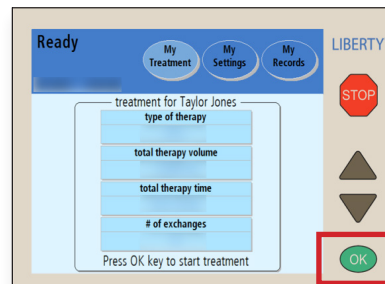 Ready
My
Treatment
My
Settings
My
Records
LIBERTY
STOP
treatment for Taylor Jones
type of therapy
total therapy volume
total therapy time
# of exchanges
Press OK key to start treatment
OK